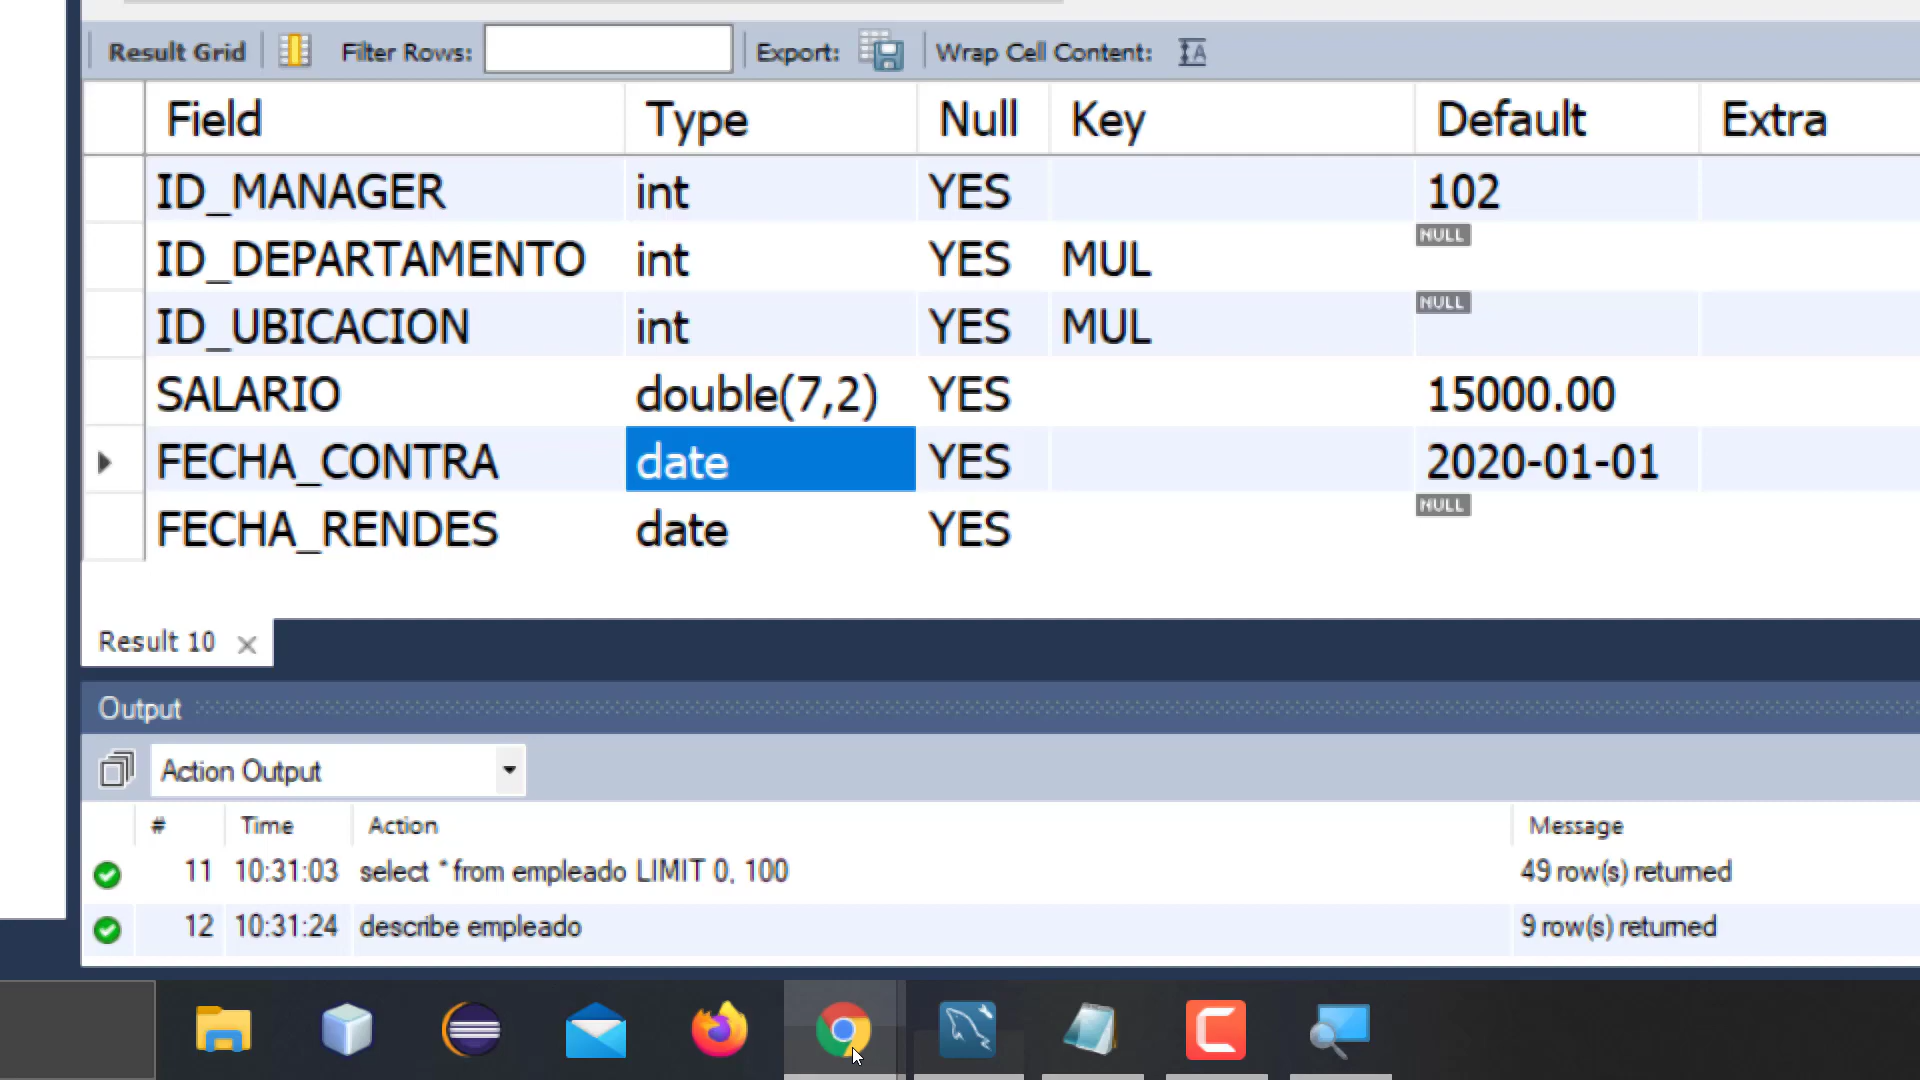 Result Grid Filter Rows: Export: Wrap Cell Content: IA
Field Type Null Key Default Extra
ID_MANAGER int YES 102
ID_DEPARTAMENTO int YES MUL NULL
ID_UBICACION int YES MUL NULL
SALARIO double(7,2) YES 15000.00
FECHA_CONTRA date YES 2020-01-01
FECHA_RENDES date YES NULL
Result 10
Output
Action Output
# Time Action Message
11 10:31:03 select * from empleado LIMIT 0, 100 49 row(s) returned
12 10:31:24 describe empleado 9 row(s) returned